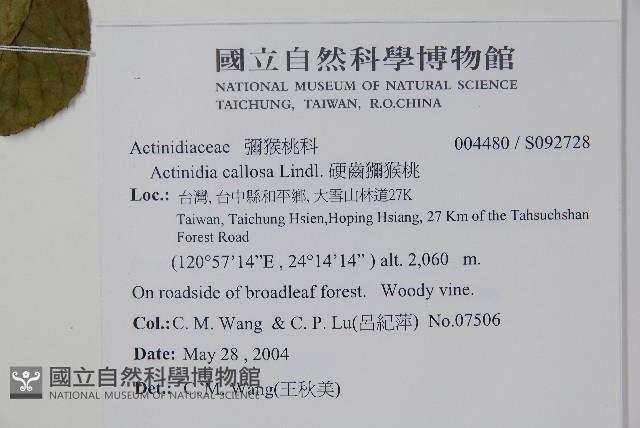 國立自然科學博物館
NATIONAL MUSEUM OF NATURAL SCIENCE
TAICHUNG, TAIWAN, R.O.CHINA
Actinidiaceae 獼猴桃科 004480 / S092728
Actinidia callosa Lindl. 硬齒獼猴桃
Loc.: 台灣, 台中縣和平鄉, 大雪山林道27K
Taiwan, Taichung Hsien,Hoping Hsiang, 27 Km of the Tahsuchshan
Forest Road
(120°57'14”E , 24°14'14” ) alt. 2,060 m.
On roadside of broadleaf forest. Woody vine.
Col.: C. M. Wang & C. P. Lu(呂紀萍) No.07506
Date: May 28 , 2004
Det.: C. M. Wang(王秋美)
國立自然科學博物館
NATIONAL MUSEUM OF NATURAL SCIENCE